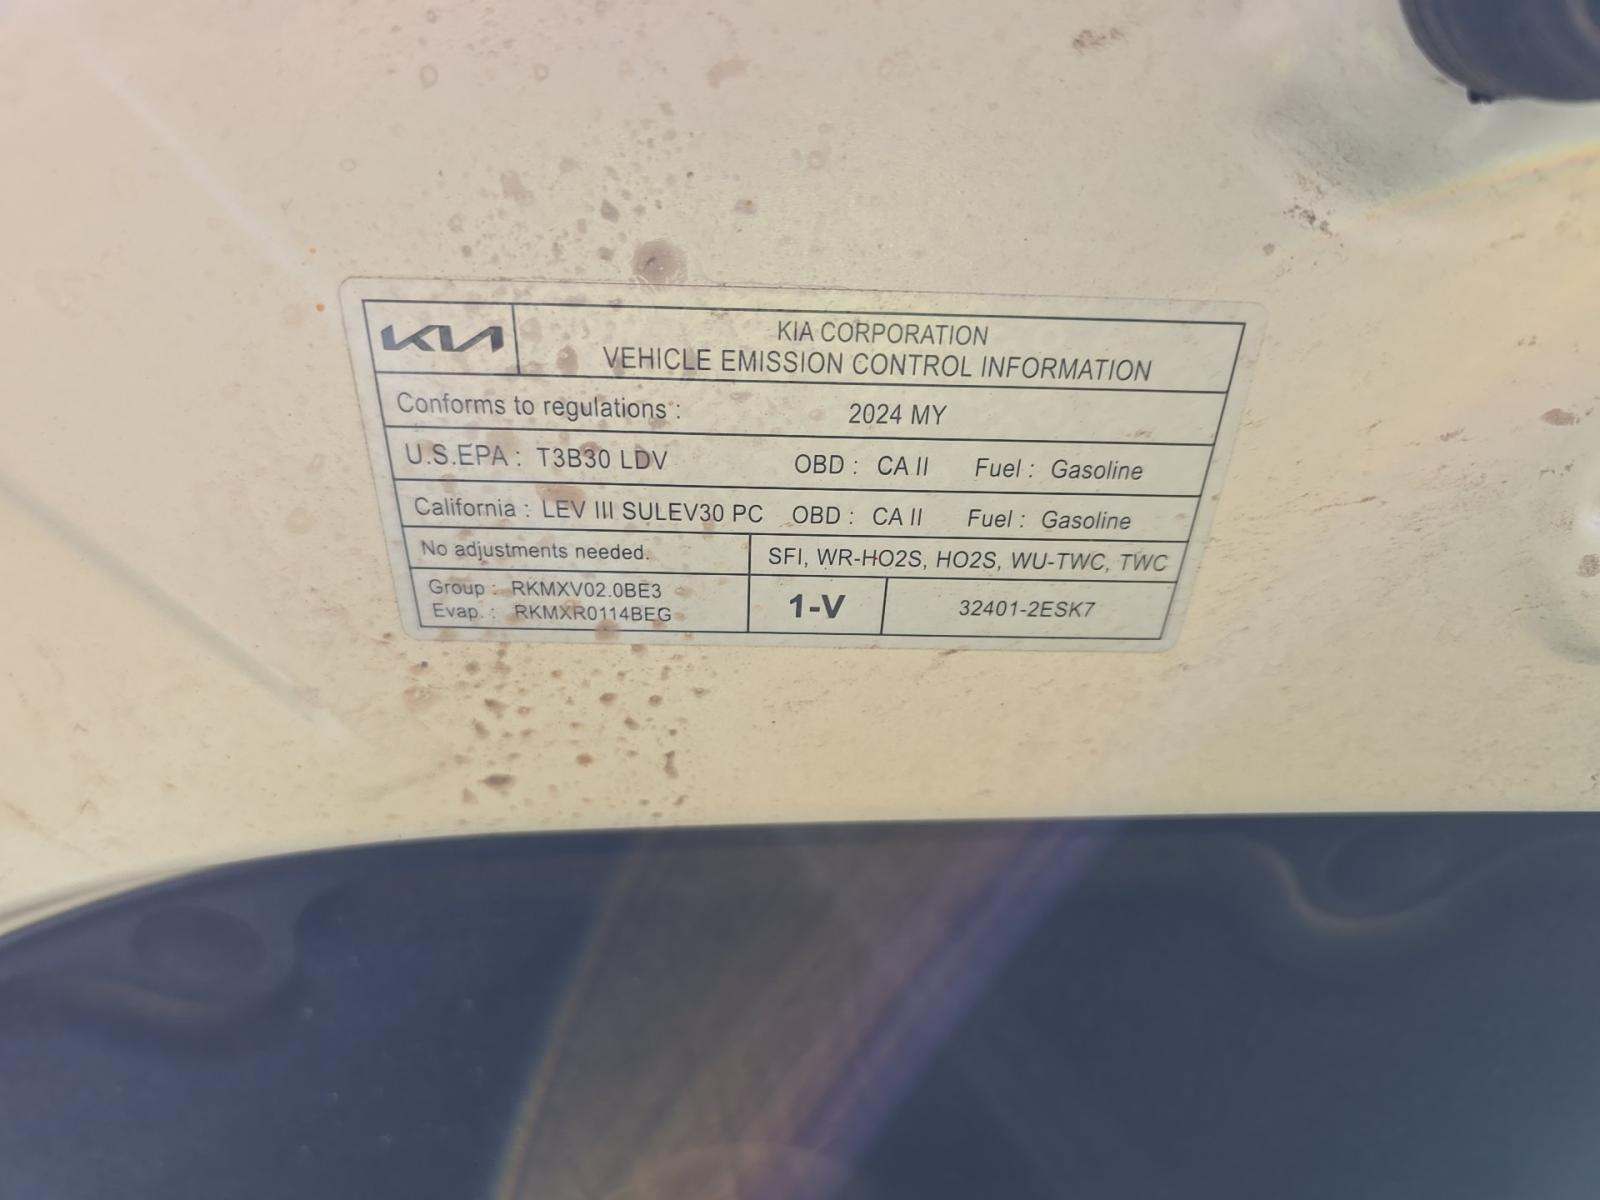 KIA
KIA CORPORATION
VEHICLE EMISSION CONTROL INFORMATION
Conforms to regulations : 2024 MY
U.S.EPA : T3B30 LDV OBD : CA II Fuel : Gasoline
California : LEV III SULEV30 PC OBD : CA II Fuel : Gasoline
No adjustments needed. SFI, WR-HO2S, HO2S, WU-TWC, TWC
Group : RKMXV02.0BE3
Evap. : RKMXR0114BEG
1-V
32401-2ESK7